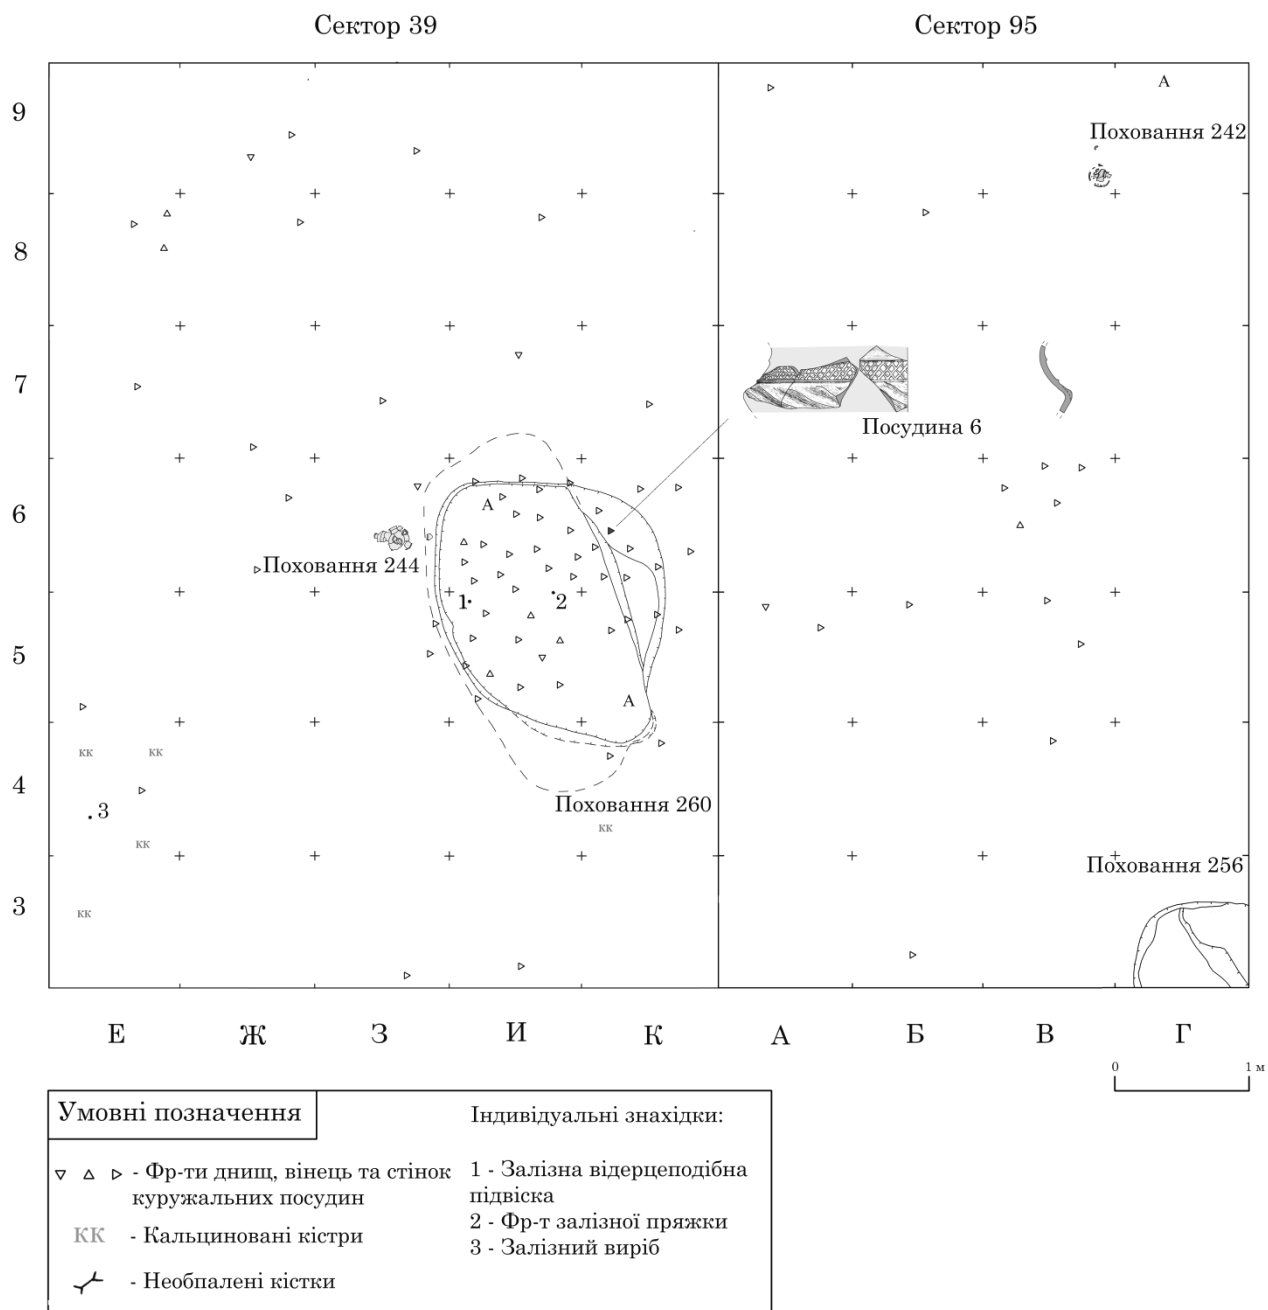 Сектор 39
Сектор 95
9
А
Поховання 242
8
7
Посудина 6
6
А
Поховання 244
1
2
5
А
кк
кк
4
3
Поховання 260
кк
кк
Поховання 256
3
кк
Е
Ж
З
И
К
А
Б
В
Г
0
1 м
Умовні позначення
- Фр-ти днищ, вінець та стінок
куружальних посудин
КК - Кальциновані кістри
- Необпалені кістки
Індивідуальні знахідки:
1 - Залізна відерцеподібна
підвіска
2 - Фр-т залізної пряжки
3 - Залізний виріб